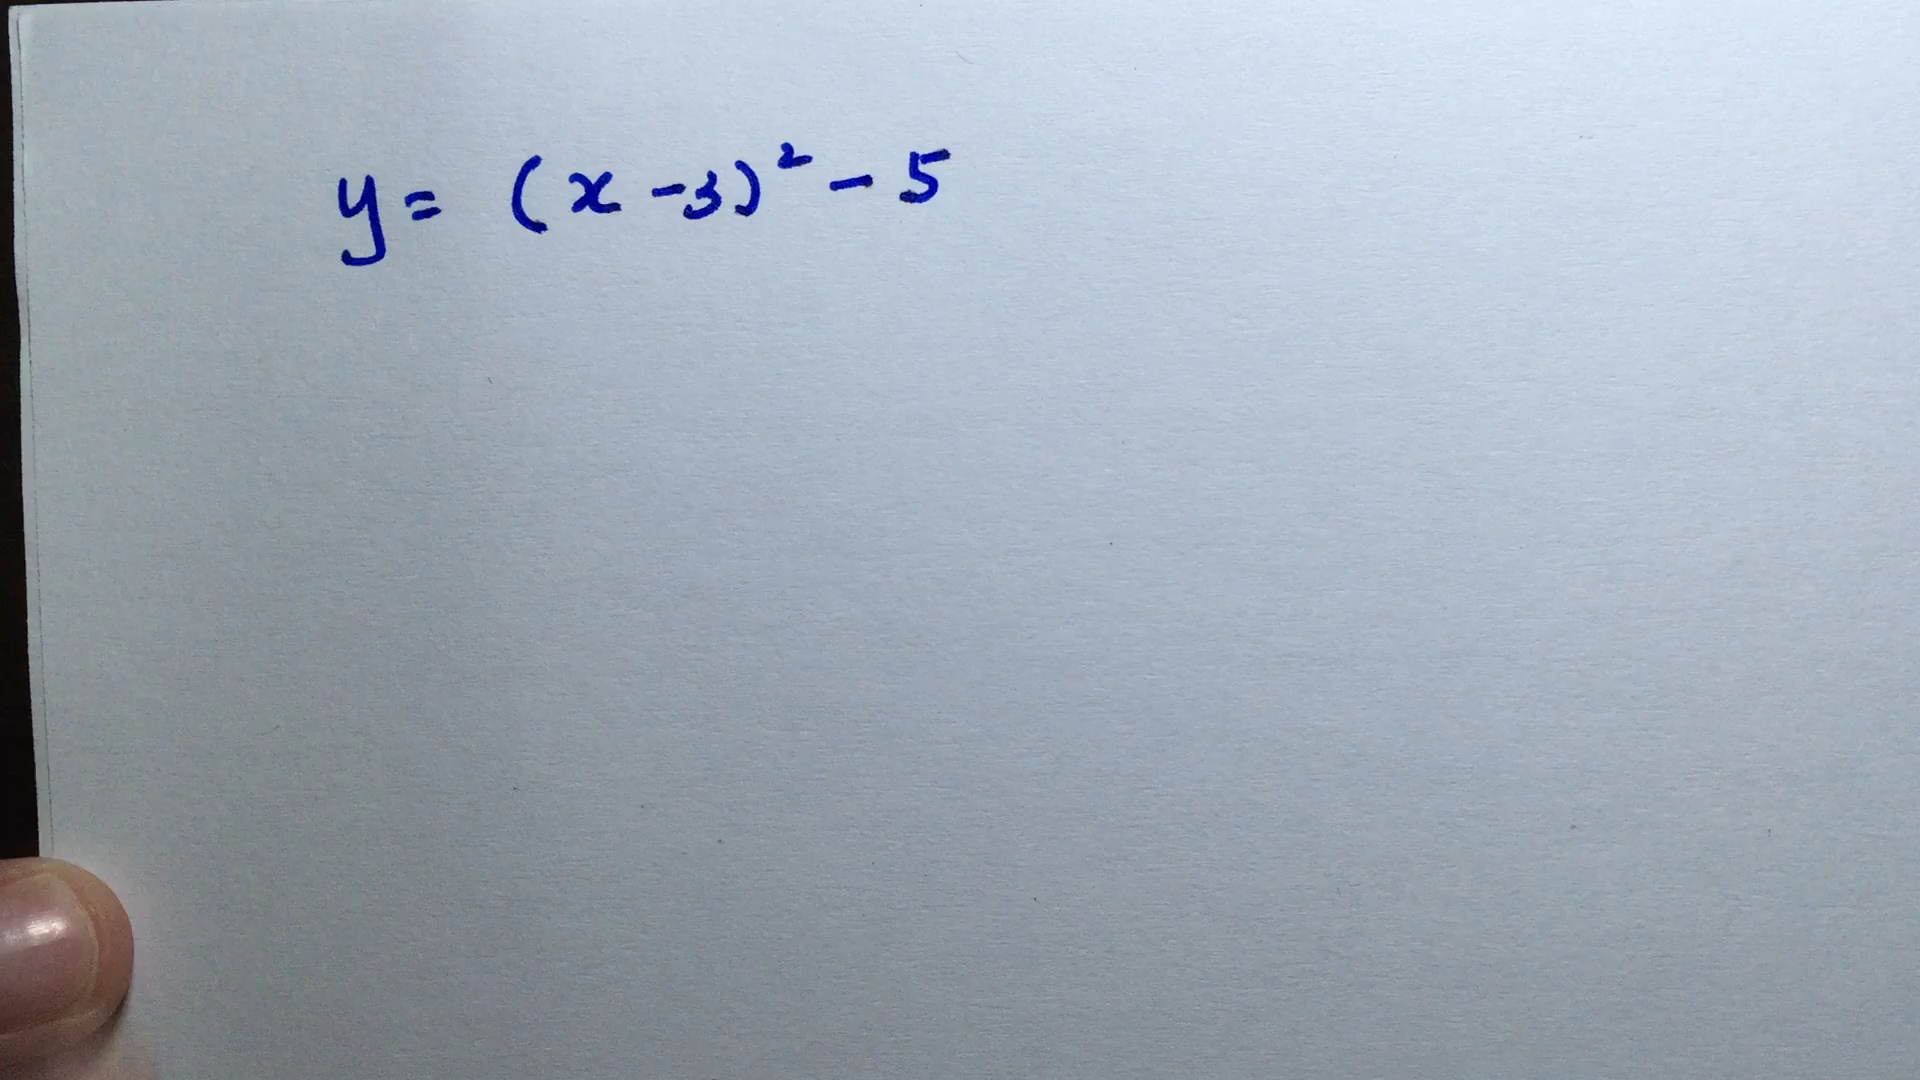 y = (x - 3)² - 5